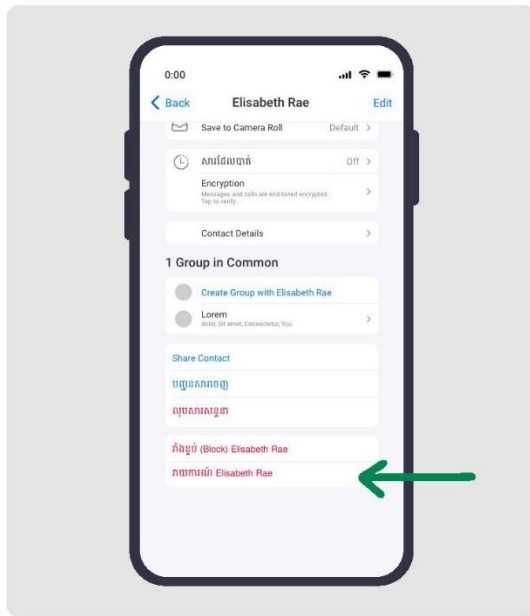 0:00
Back Elisabeth Rae Edit
Save to Camera Roll Default
សារដែលបាត់ Off
Encryption
Messages and calls are end-toned encrypted.
Tap to verify.
Contact Details
1 Group in Common
Create Group with Elisabeth Rae
Lorem
dolor, Sit amet, Consectetur, You
Share Contact
បញ្ជូនសារចេញ
លុបសារសន្ទនា
រាំងខ្ទប់ (Block) Elisabeth Rae
រាយការណ៍ Elisabeth Rae